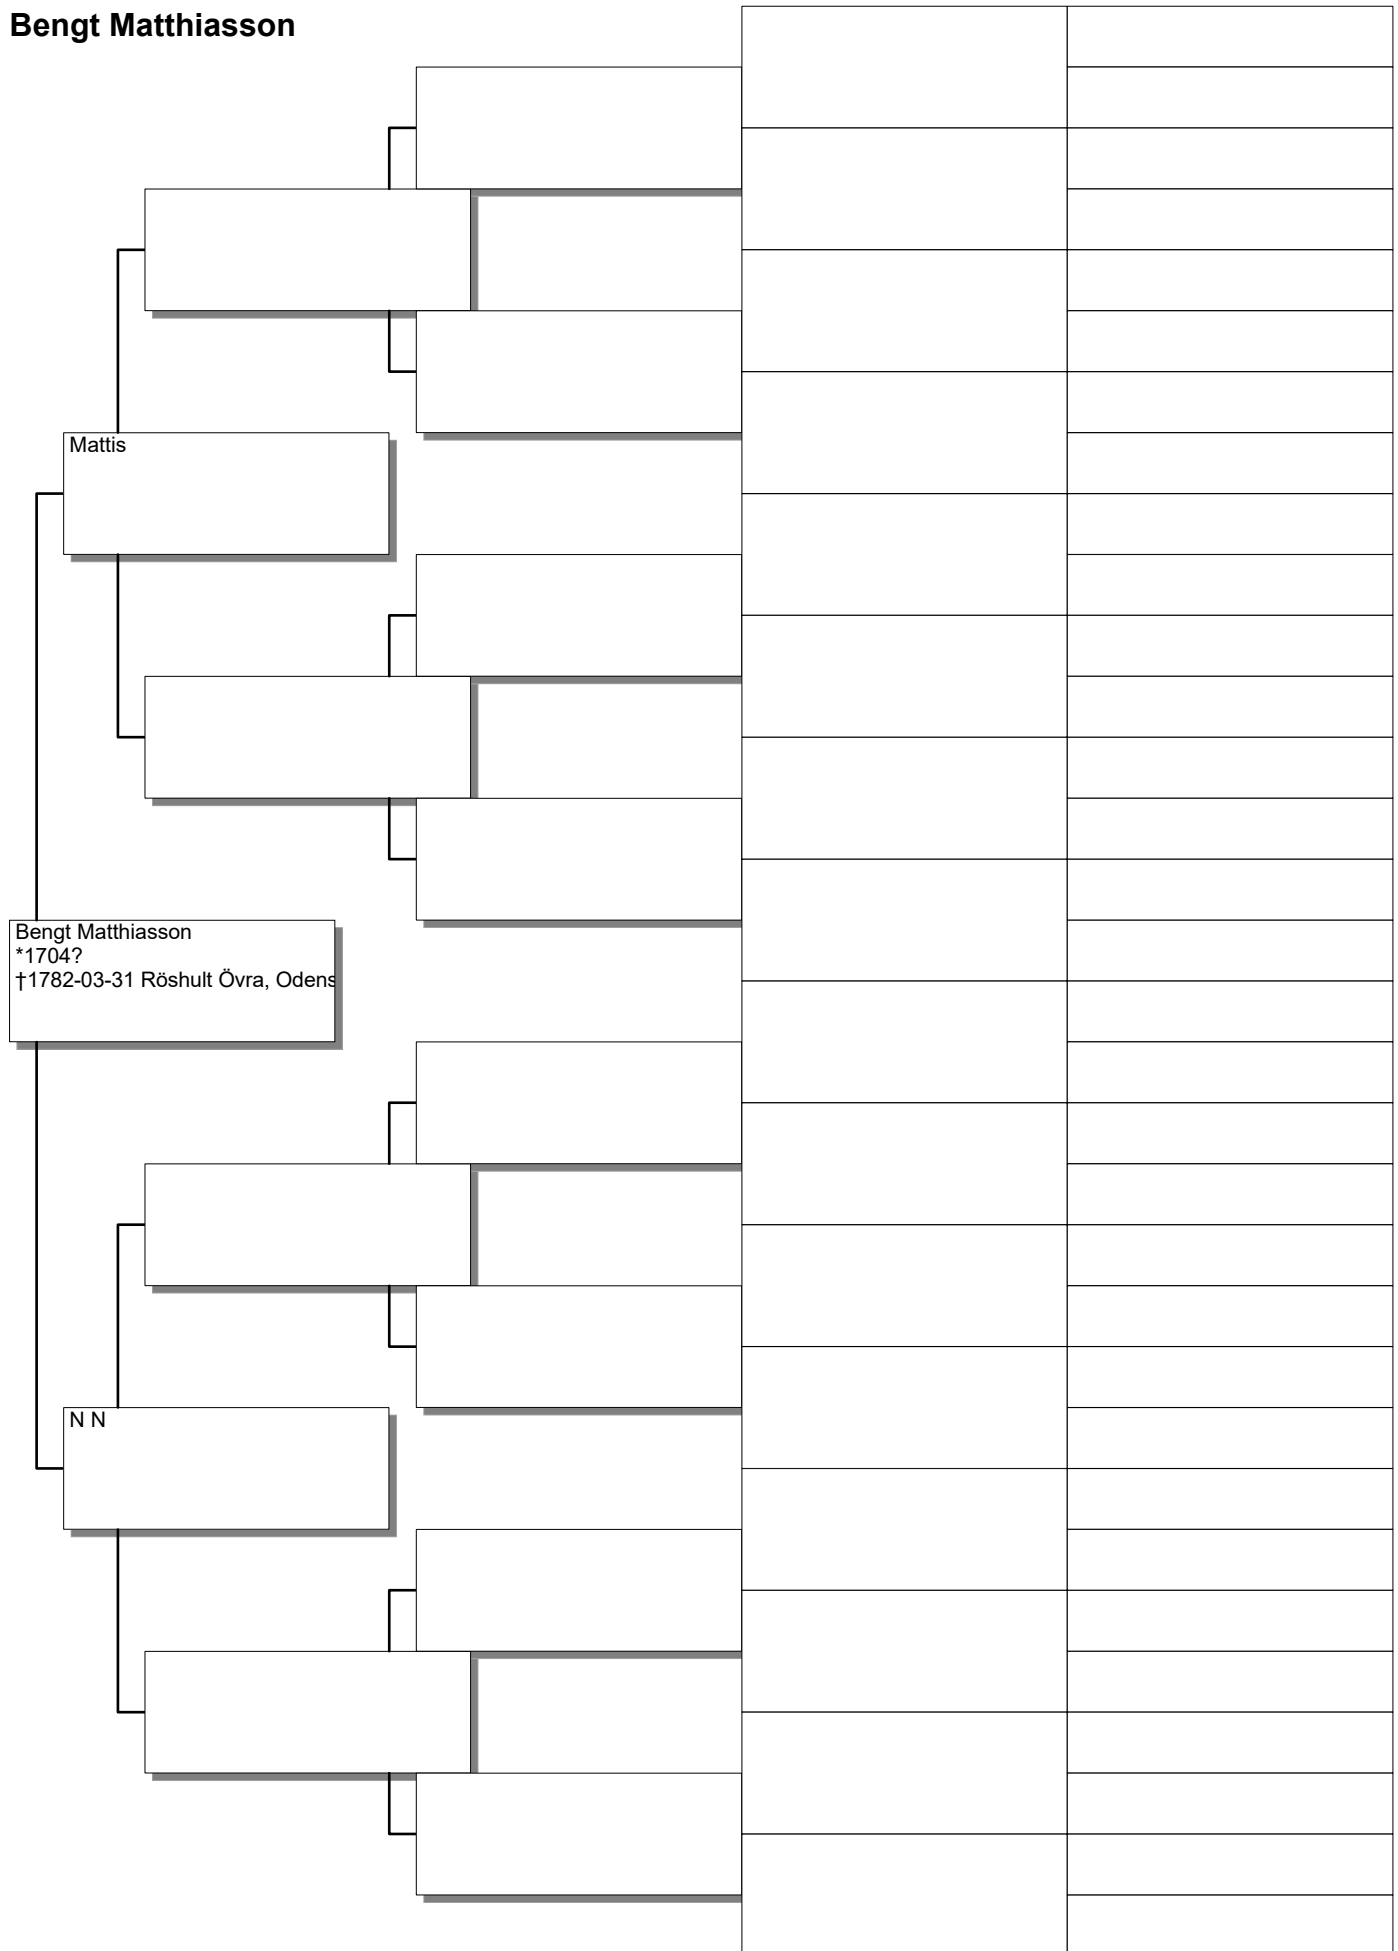 Bengt Matthiasson
Mattis
Bengt Matthiasson
*1704?
†1782-03-31 Röshult Övra, Odens
N N